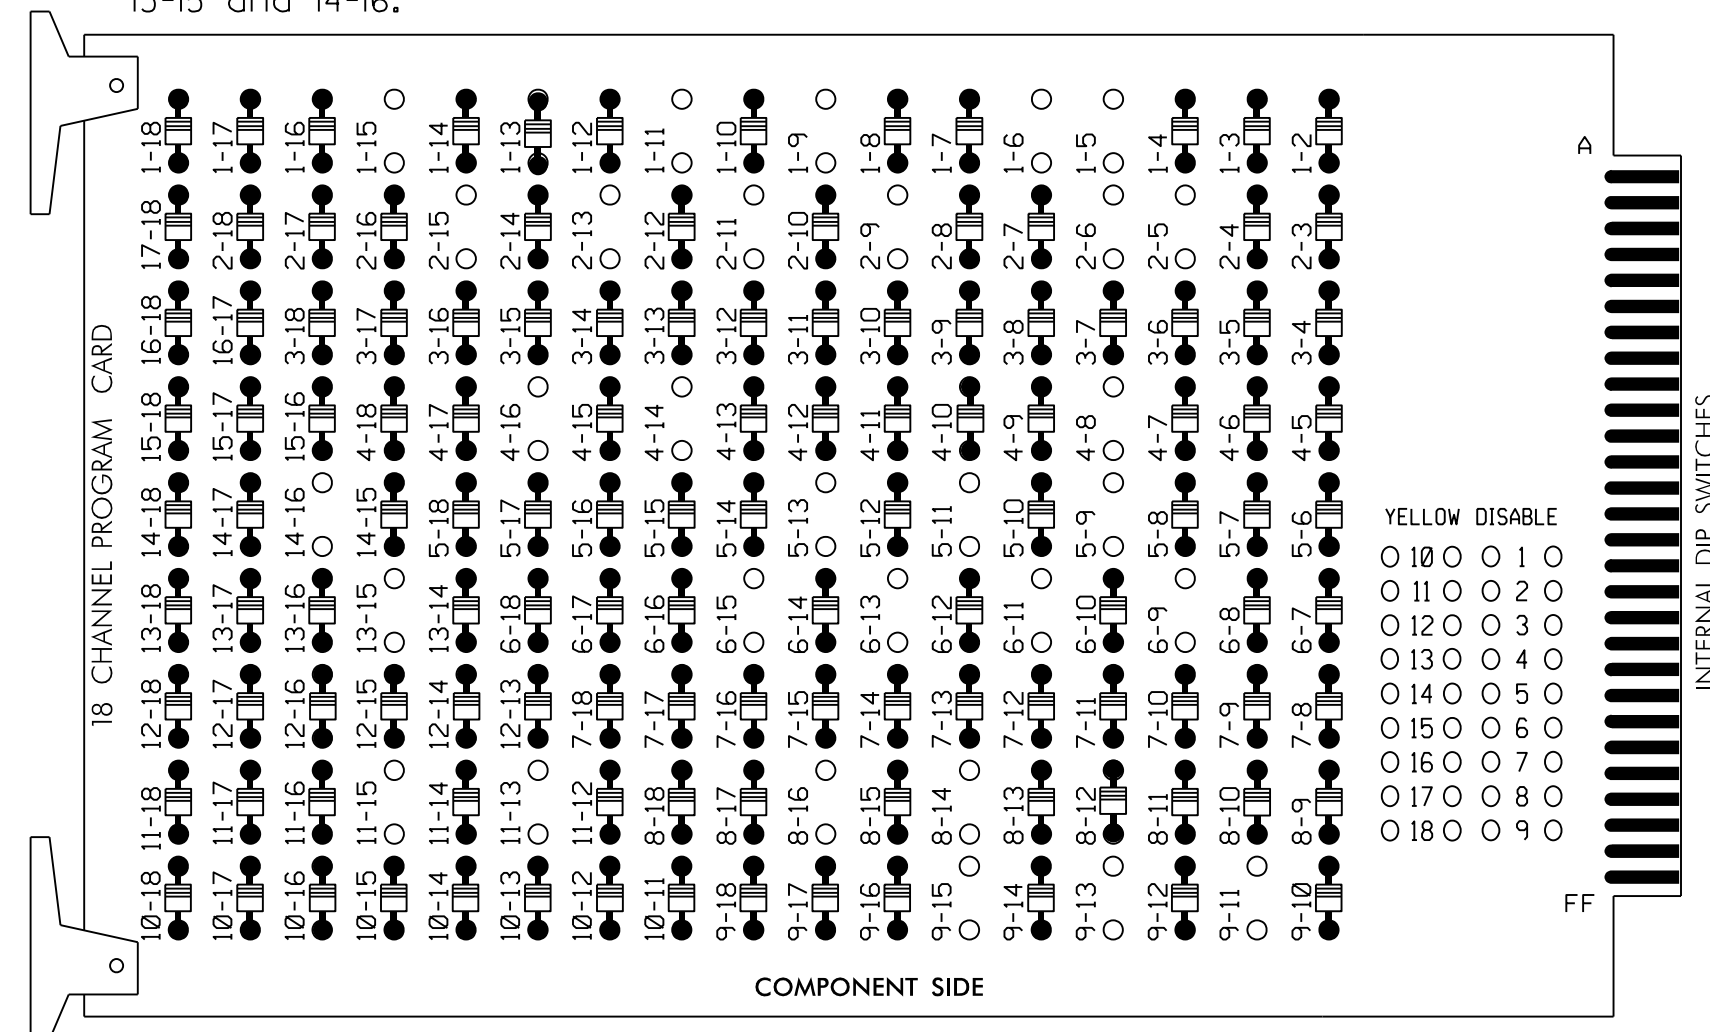 13-15 and 14-16.
1-18 1-17 1-16 1-15 1-14 1-13 1-12 1-11 1-10 1-9 1-8 1-7 1-6 1-5 1-4 1-3 1-2
17-18 2-18 2-17 2-16 2-15 2-14 2-13 2-12 2-11 2-10 2-9 2-8 2-7 2-6 2-5 2-4 2-3
16-18 16-17 3-18 3-17 3-16 3-15 3-14 3-13 3-12 3-11 3-10 3-9 3-8 3-7 3-6 3-5 3-4
15-18 15-17 15-16 4-18 4-17 4-16 4-15 4-14 4-13 4-12 4-11 4-10 4-9 4-8 4-7 4-6 4-5
14-18 14-17 14-16 14-15 5-18 5-17 5-16 5-15 5-14 5-13 5-12 5-11 5-10 5-9 5-8 5-7 5-6
13-18 13-17 13-16 13-15 13-14 6-18 6-17 6-16 6-15 6-14 6-13 6-12 6-11 6-10 6-9 6-8 6-7
12-18 12-17 12-16 12-15 12-14 12-13 7-18 7-17 7-16 7-15 7-14 7-13 7-12 7-11 7-10 7-9 7-8
11-18 11-17 11-16 11-15 11-14 11-13 11-12 8-18 8-17 8-16 8-15 8-14 8-13 8-12 8-11 8-10 8-9
10-18 10-17 10-16 10-15 10-14 10-13 10-12 10-11 9-18 9-17 9-16 9-15 9-14 9-13 9-12 9-11 9-10
18 CHANNEL PROGRAM CARD
COMPONENT SIDE
YELLOW DISABLE
10 1
11 2
12 3
13 4
14 5
15 6
16 7
17 8
18 9
A
FF
INTERNAL DIP SWITCHES